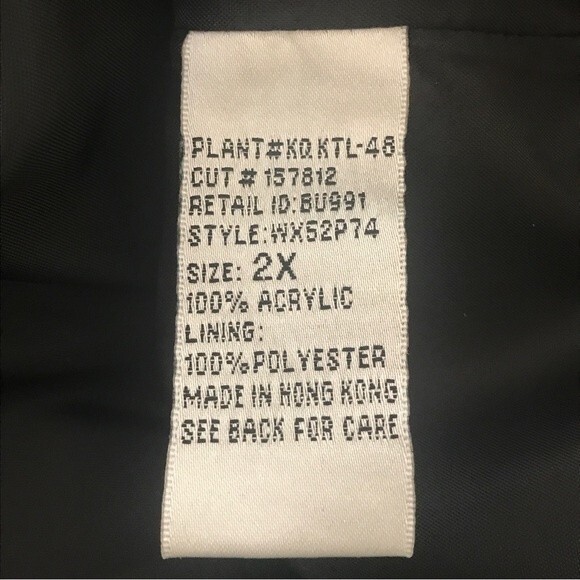 PLANT#KQ KTL-48
CUT # 157812
RETAIL ID:BU991
STYLE:WX52P74
SIZE: 2X
100% ACRYLIC
LINING:
100% POLYESTER
MADE IN HONG KONG
SEE BACK FOR CARE